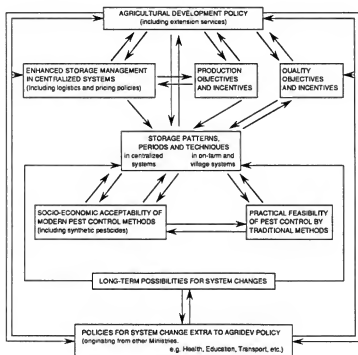 AGRICULTURAL DEVELOPMENT POLICY
(including extension services)
ENHANCED STORAGE MANAGEMENT
IN CENTRALIZED SYSTEMS
(including logistics and pricing policies)
PRODUCTION
OBJECTIVES
AND INCENTIVES
QUALITY
OBJECTIVES
AND INCENTIVES
STORAGE PATTERNS,
PERIODS AND TECHNIQUES
in centralized
systems
in on-farm and
village systems
SOCIO-ECONOMIC ACCEPTABILITY OF
MODERN PEST CONTROL METHODS
(including synthetic pesticides)
PRACTICAL FEASIBILITY
OF PEST CONTROL BY
TRADITIONAL METHODS
LONG-TERM POSSIBILITIES FOR SYSTEM CHANGES
POLICIES FOR SYSTEM CHANGE EXTRA TO AGRIDEV POLICY
(originating from other Ministries.
e.g. Health, Education, Transport, etc.)